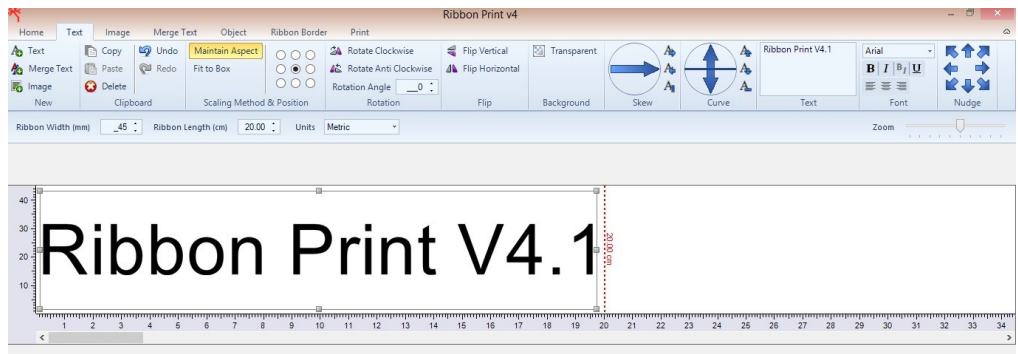 Ribbon Print v4
Home Text Image Merge Text Object Ribbon Border Print
Text Copy Undo Maintain Aspect Rotate Clockwise Flip Vertical Transparent A A Ribbon Print V4.1 Arial
Merge Text Paste Redo Fit to Box Rotate Anti Clockwise Flip Horizontal A A B I B I U
Image Delete Rotation Angle __0 A A
New Clipboard Scaling Method & Position Rotation Flip Background Skew Curve Text Font Nudge
Ribbon Width (mm) _45 Ribbon Length (cm) 20.00 Units Metric Zoom
40
30
20
10
Ribbon Print V4.1
20.00 cm
1 2 3 4 5 6 7 8 9 10 11 12 13 14 15 16 17 18 19 20 21 22 23 24 25 26 27 28 29 30 31 32 33 34